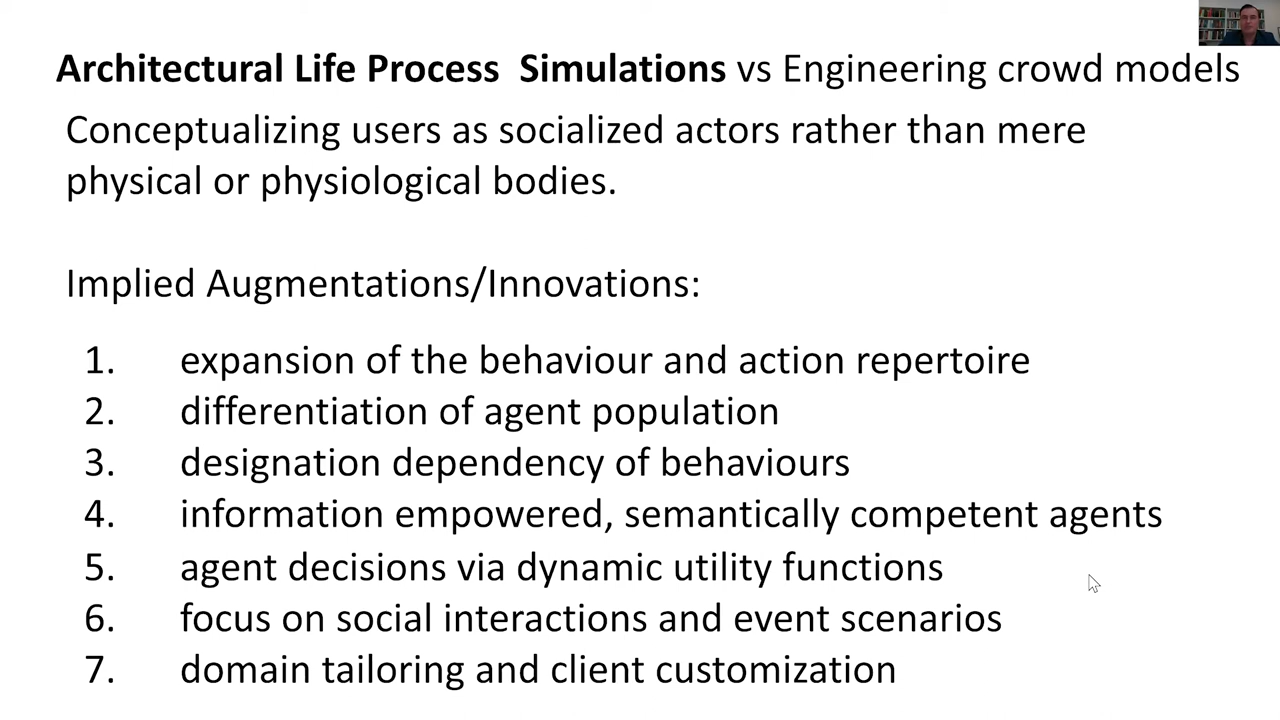 Architectural Life Process Simulations vs Engineering crowd models
Conceptualizing users as socialized actors rather than mere
physical or physiological bodies.
Implied Augmentations/Innovations:
1. expansion of the behaviour and action repertoire
2. differentiation of agent population
3. designation dependency of behaviours
4. information empowered, semantically competent agents
5. agent decisions via dynamic utility functions
6. focus on social interactions and event scenarios
7. domain tailoring and client customization